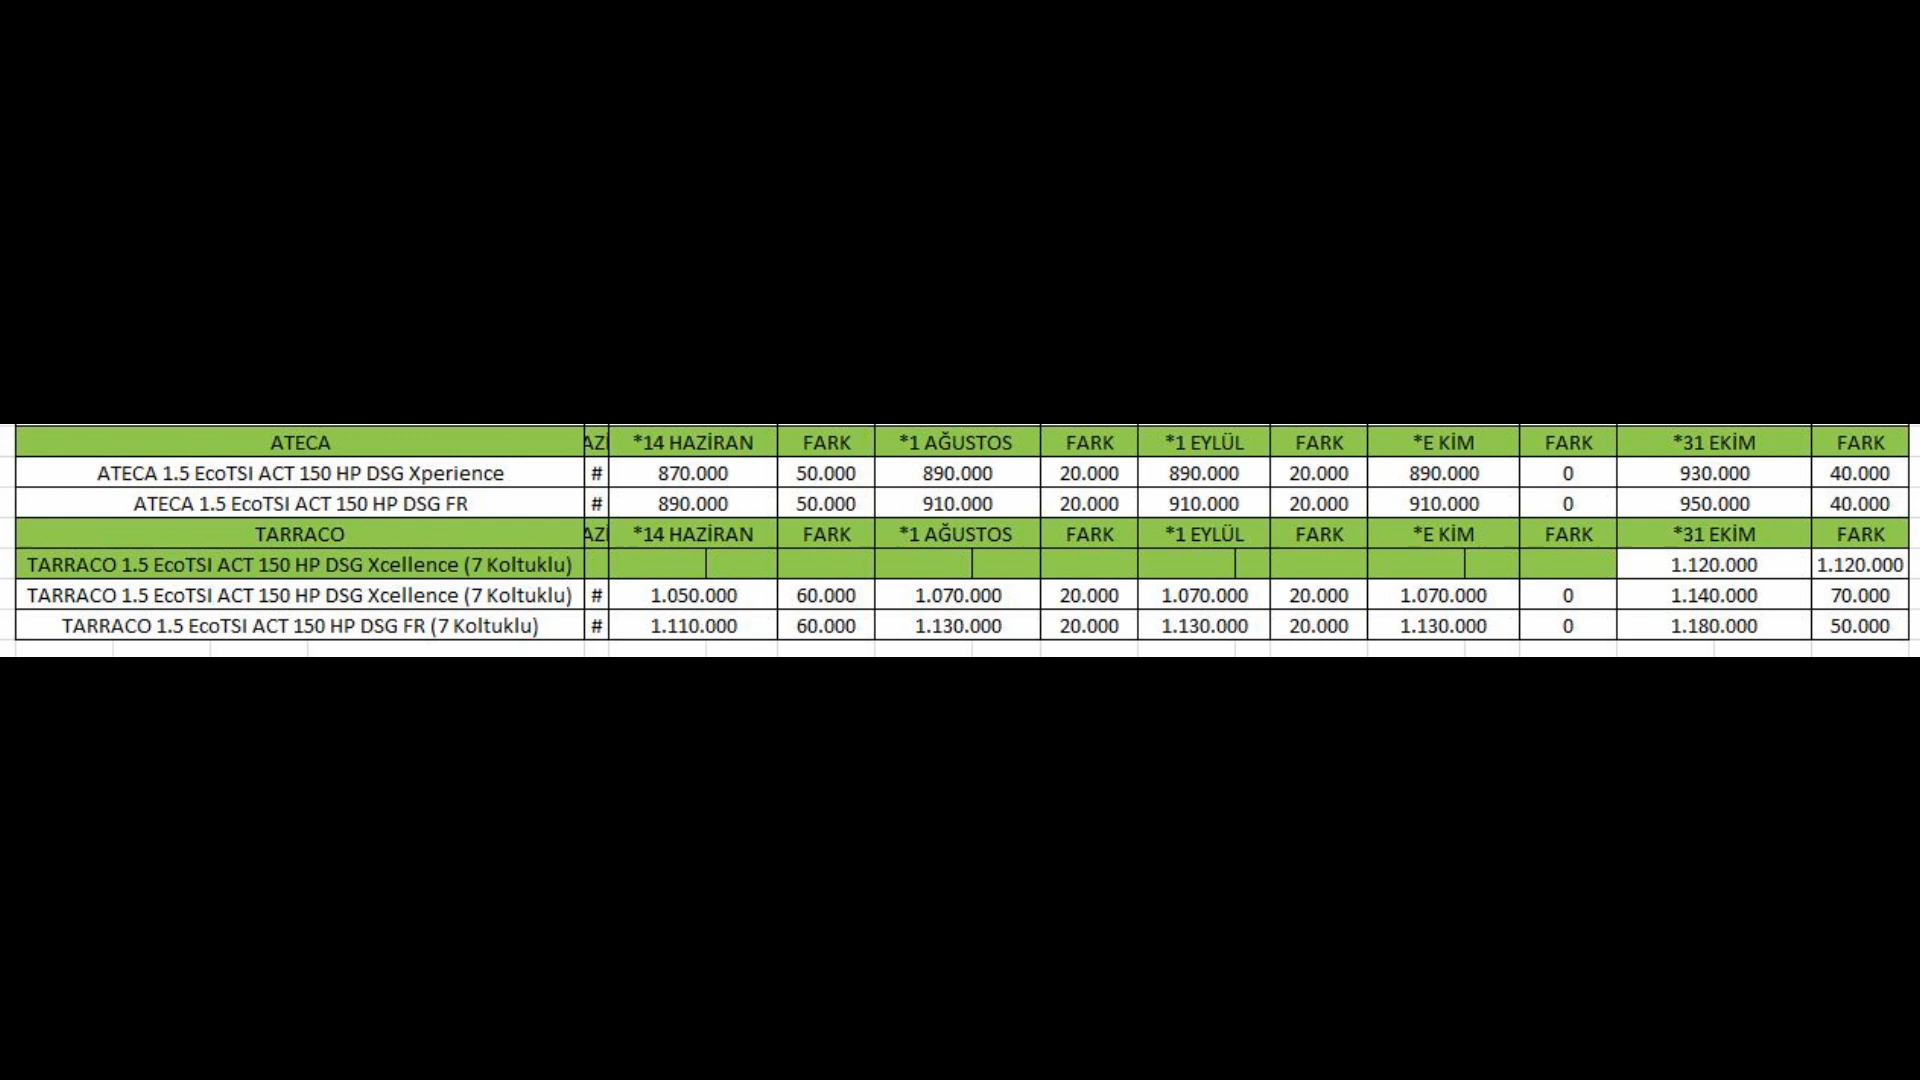 ATECA AZİ *14 HAZİRAN FARK *1 AĞUSTOS FARK *1 EYLÜL FARK *E KİM FARK *31 EKİM FARK
ATECA 1.5 EcoTSI ACT 150 HP DSG Xperience # 870.000 50.000 890.000 20.000 890.000 20.000 890.000 0 930.000 40.000
ATECA 1.5 EcoTSI ACT 150 HP DSG FR # 890.000 50.000 910.000 20.000 910.000 20.000 910.000 0 950.000 40.000
TARRACO AZİ *14 HAZİRAN FARK *1 AĞUSTOS FARK *1 EYLÜL FARK *E KİM FARK *31 EKİM FARK
TARRACO 1.5 EcoTSI ACT 150 HP DSG Xcellence (7 Koltuklu) 1.120.000 1.120.000
TARRACO 1.5 EcoTSI ACT 150 HP DSG Xcellence (7 Koltuklu) # 1.050.000 60.000 1.070.000 20.000 1.070.000 20.000 1.070.000 0 1.140.000 70.000
TARRACO 1.5 EcoTSI ACT 150 HP DSG FR (7 Koltuklu) # 1.110.000 60.000 1.130.000 20.000 1.130.000 20.000 1.130.000 0 1.180.000 50.000